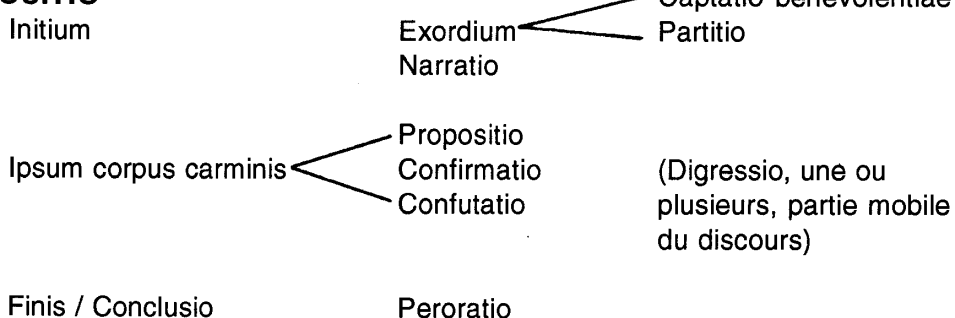 Captatio benevolentiae
Initium Exordium Partitio
Narratio
Propositio
Ipsum corpus carminis Confirmatio (Digressio, une ou
Confutatio plusieurs, partie mobile
du discours)
Finis / Conclusio Peroratio